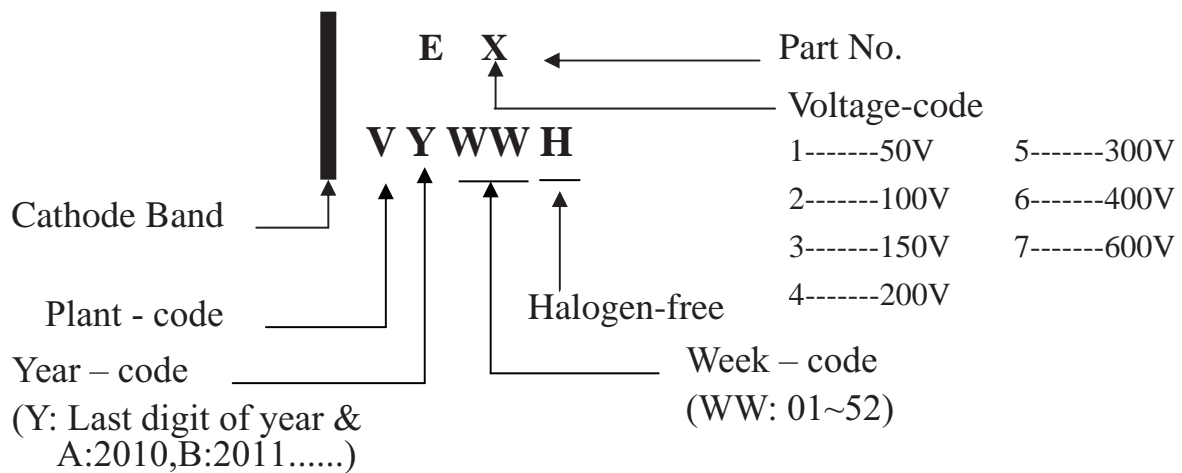 E X
Part No.
Voltage-code
V Y WW H
1-------50V 5-------300V
2-------100V 6-------400V
3-------150V 7-------600V
4-------200V
Cathode Band
Plant - code
Halogen-free
Year – code
(Y: Last digit of year &
A:2010,B:2011......)
Week – code
(WW: 01~52)